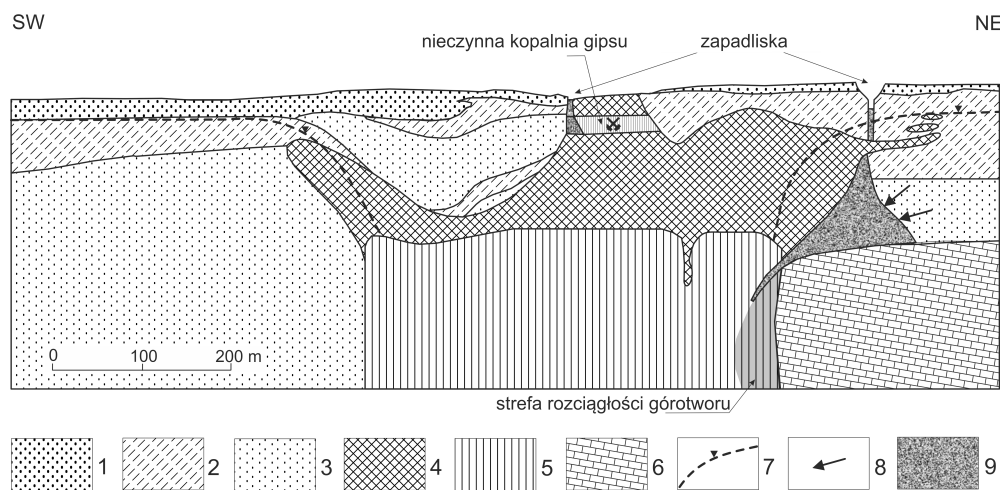 SW
NE
nieczynna kopalnia gipsu
zapadliska
0 100 200 m
strefa rozciągłości górotworu
1 2 3 4 5 6 7 8 9